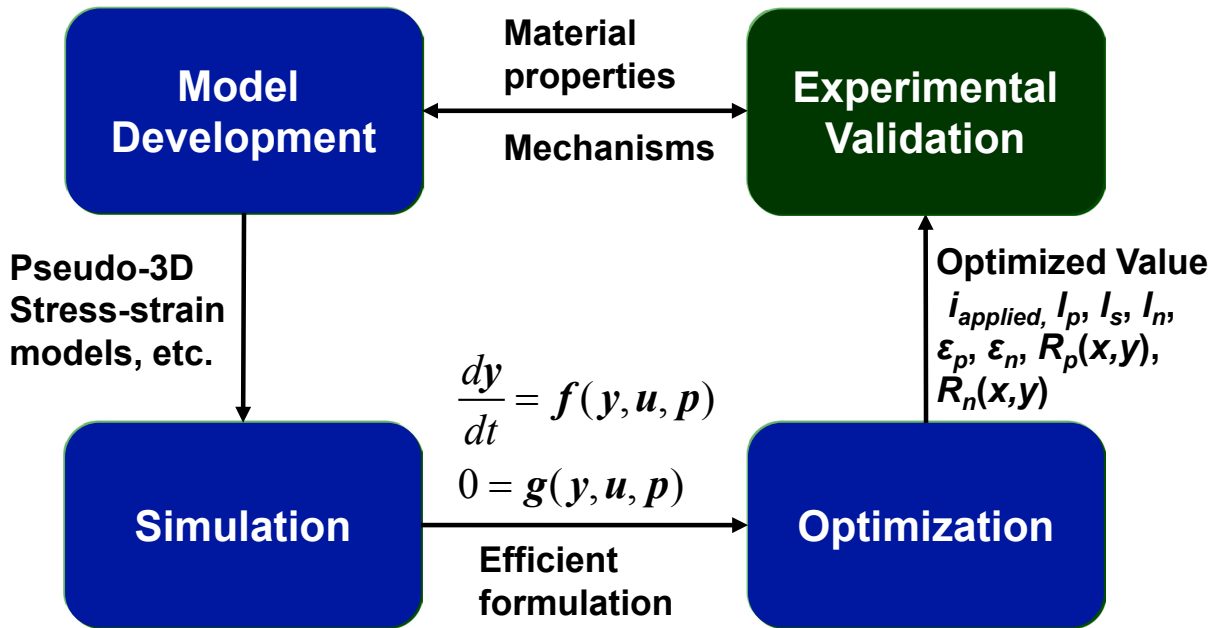 Model
Development
Material
properties
Mechanisms
Experimental
Validation
Pseudo-3D
Stress-strain
models, etc.
Optimized Value
i_applied, l_p, l_s, l_n,
ε_p, ε_n, R_p(x,y),
R_n(x,y)
dy/dt = f(y, u, p)
0 = g(y, u, p)
Simulation
Efficient
formulation
Optimization